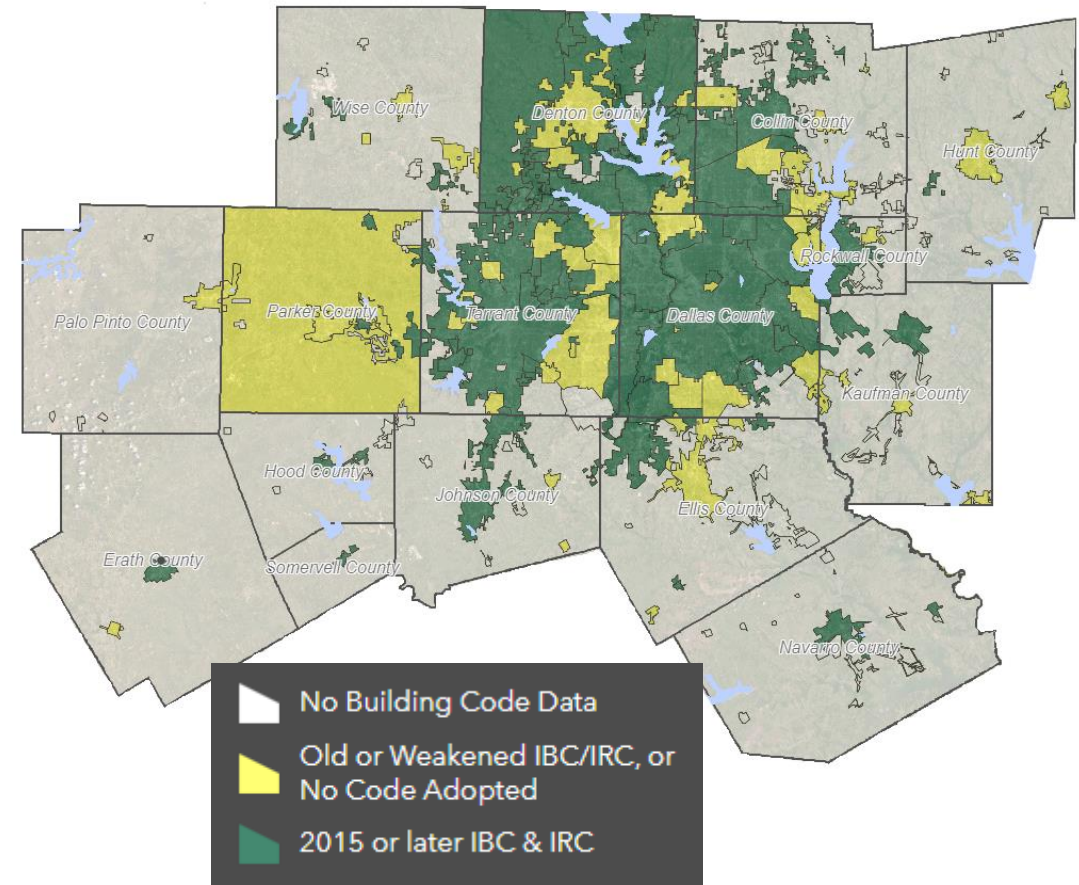 Wise County
Denton County
Collin County
Hunt County
Palo Pinto County
Parker County
Tarrant County
Dallas County
Rockwall County
Kaufman County
Hood County
Johnson County
Ellis County
Erath County
Somervell County
Navarro County
No Building Code Data
Old or Weakened IBC/IRC, or
No Code Adopted
2015 or later IBC & IRC